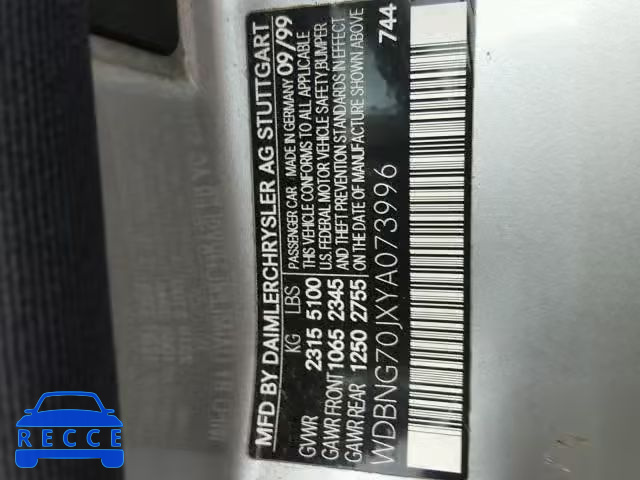 MFD BY DAIMLERCHRYSLER AG STUTTGART
PASSENGER CAR MADE IN GERMANY 09/99
KG LBS
GVWR 2315 5100
GAWR FRONT 1065 2345
GAWR REAR 1250 2755
THIS VEHICLE CONFORMS TO ALL APPLICABLE
U.S. FEDERAL MOTOR VEHICLE SAFETY, BUMPER
AND THEFT PREVENTION STANDARDS IN EFFECT
ON THE DATE OF MANUFACTURE SHOWN ABOVE
WDBNG70JXYA073996
744
RECCE